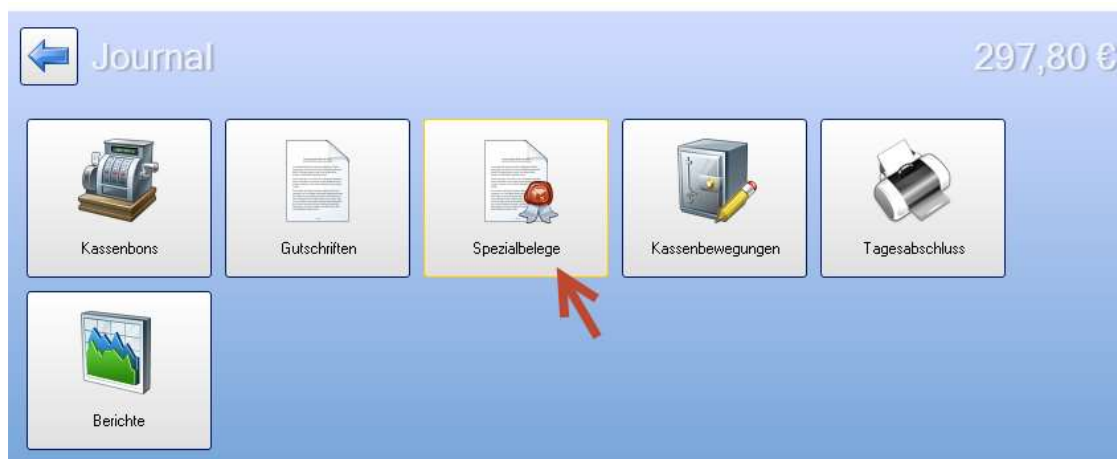 Journal
297,80 €
Kassenbons
Gutschriften
Spezialbelege
Kassenbewegungen
Tagesabschluss
Berichte